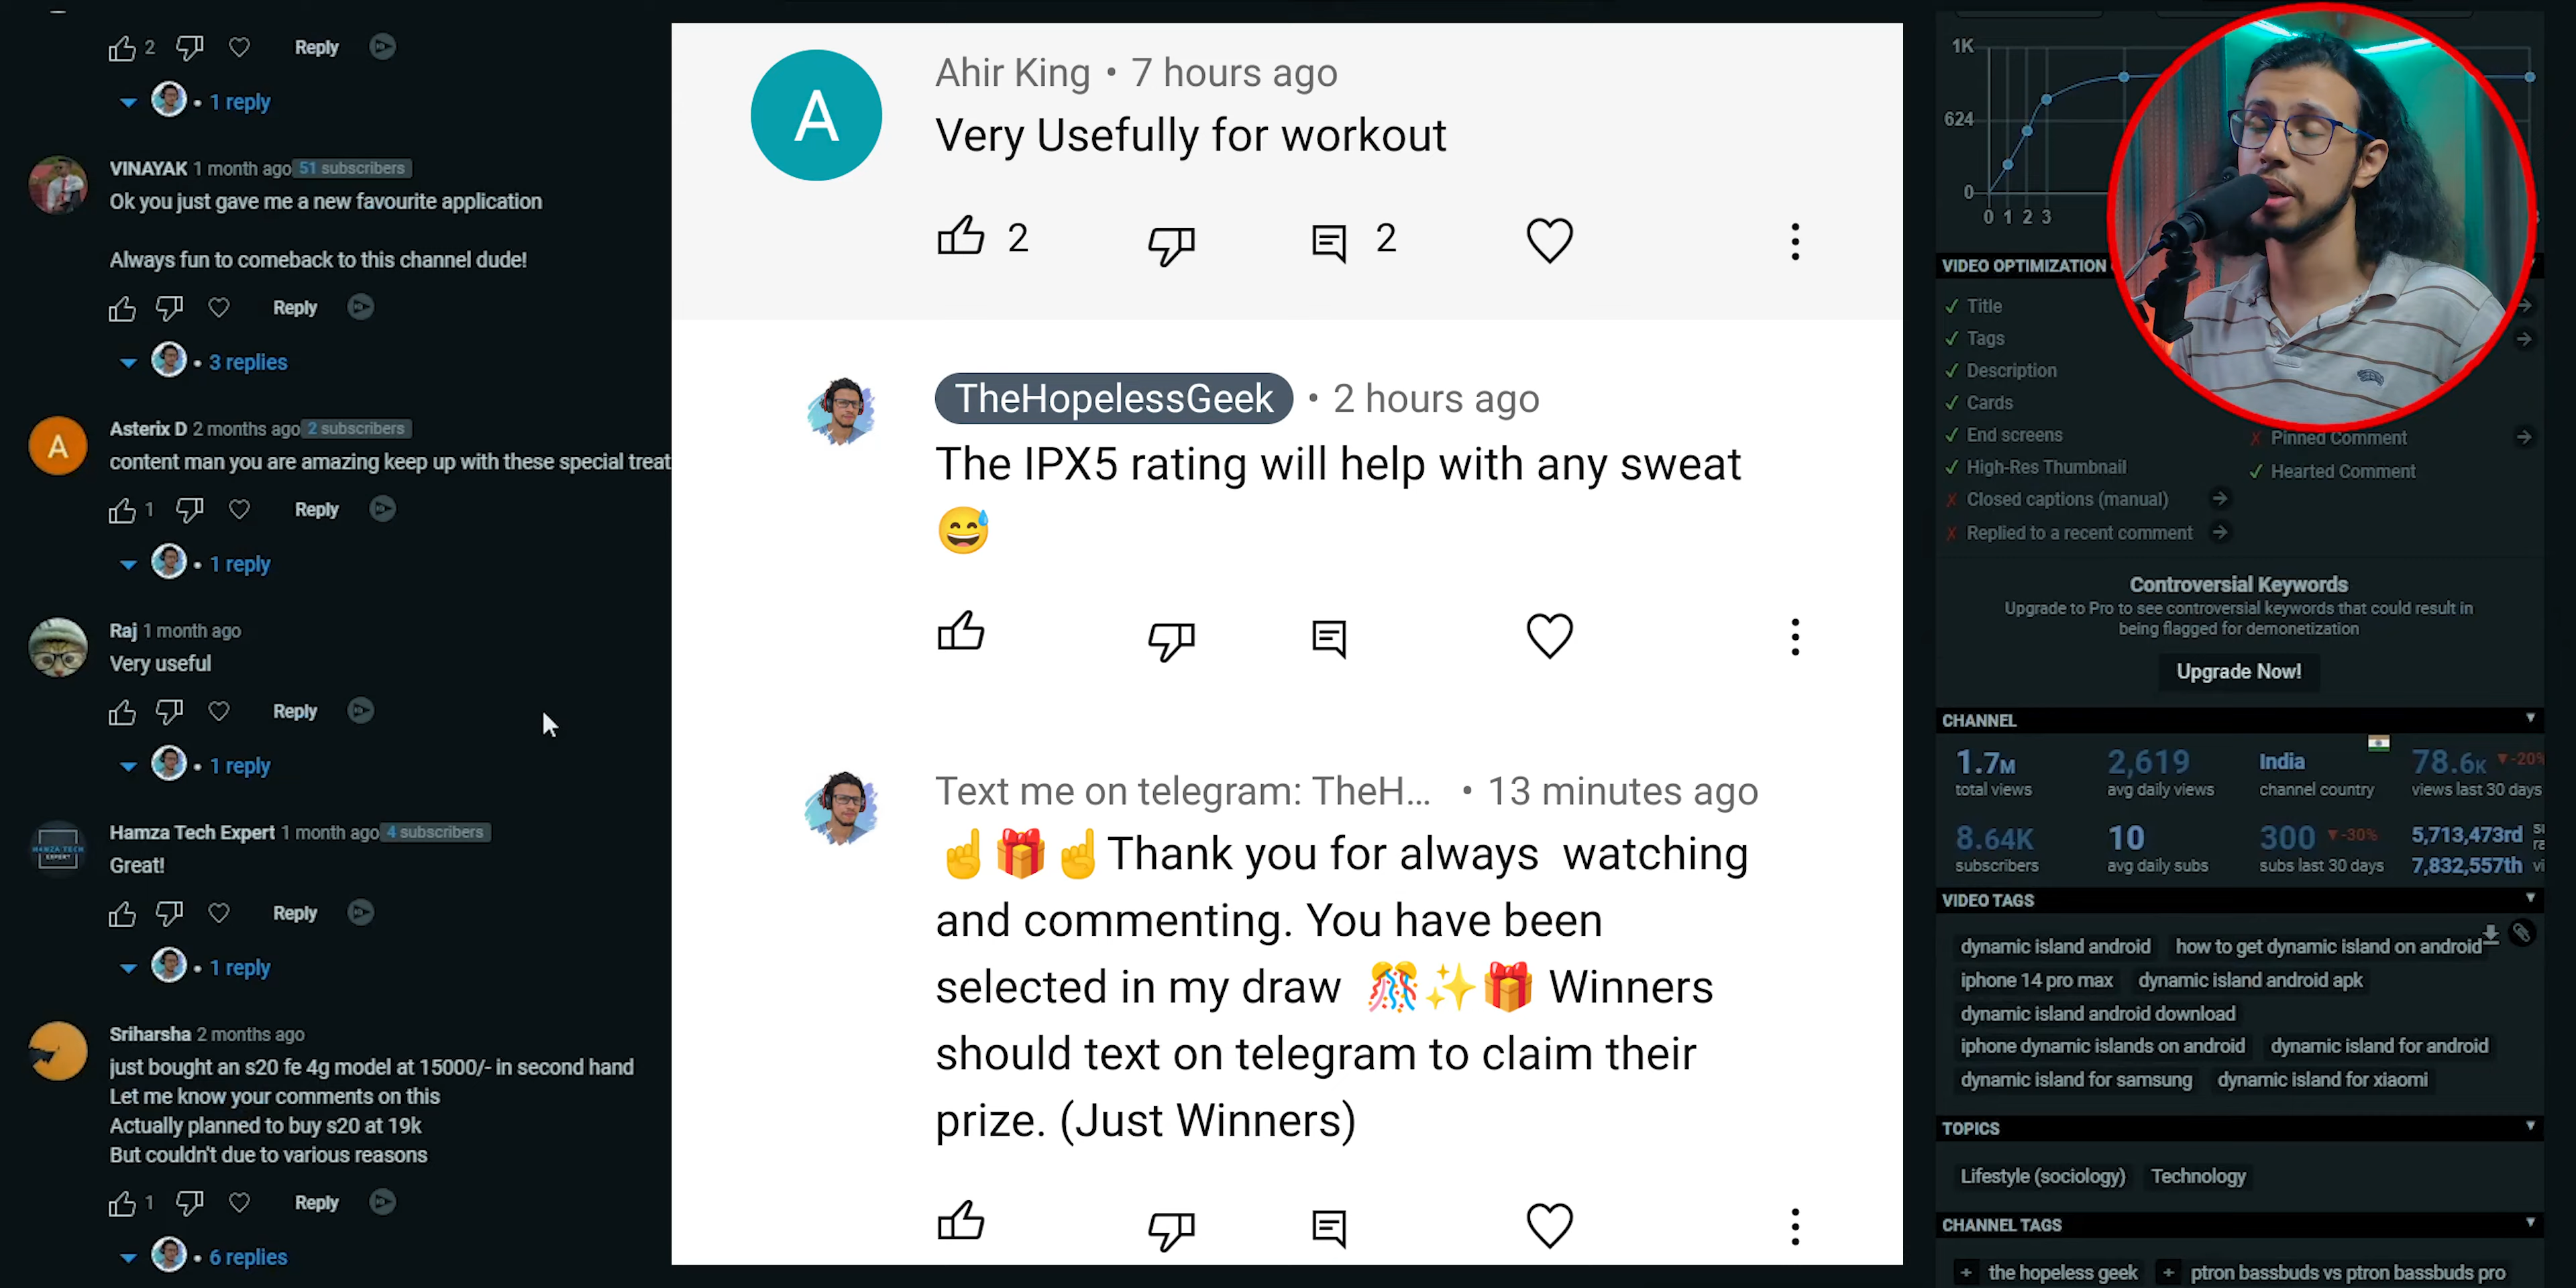 2 Reply
1 reply
VINAYAK 1 month ago 51 subscribers
Ok you just gave me a new favourite application
Always fun to comeback to this channel dude!
Reply
3 replies
A
Asterix D 2 months ago 2 subscribers
content man you are amazing keep up with these special treat
1 Reply
1 reply
Raj 1 month ago
Very useful
Reply
1 reply
HAMZA TECH
EXPERT
Hamza Tech Expert 1 month ago 4 subscribers
Great!
Reply
1 reply
Sriharsha 2 months ago
just bought an s20 fe 4g model at 15000/- in second hand
Let me know your comments on this
Actually planned to buy s20 at 19k
But couldn't due to various reasons
1 Reply
6 replies
A
Ahir King • 7 hours ago
Very Usefully for workout
2 2
TheHopelessGeek • 2 hours ago
The IPX5 rating will help with any sweat
😅
Text me on telegram: TheH... • 13 minutes ago
☝️🎁☝️Thank you for always watching
and commenting. You have been
selected in my draw 🎊✨🎁 Winners
should text on telegram to claim their
prize. (Just Winners)
1K
624
0
0 1 2 3
VIDEO OPTIMIZATION
✓ Title
✓ Tags
✓ Description
✓ Cards
✓ End screens
✗ Pinned Comment
✓ High-Res Thumbnail
✓ Hearted Comment
✗ Closed captions (manual)
✗ Replied to a recent comment
Controversial Keywords
Upgrade to Pro to see controversial keywords that could result in
being flagged for demonetization
Upgrade Now!
CHANNEL
1.7M 2,619 India 78.6K ▼-20%
total views avg daily views channel country views last 30 days
8.64K 10 300 ▼-30% 5,713,473rd
subscribers avg daily subs subs last 30 days 7,832,557th
VIDEO TAGS
dynamic island android how to get dynamic island on android
iphone 14 pro max dynamic island android apk
dynamic island android download
iphone dynamic islands on android dynamic island for android
dynamic island for samsung dynamic island for xiaomi
TOPICS
Lifestyle (sociology) Technology
CHANNEL TAGS
+ the hopeless geek + ptron bassbuds vs ptron bassbuds pro